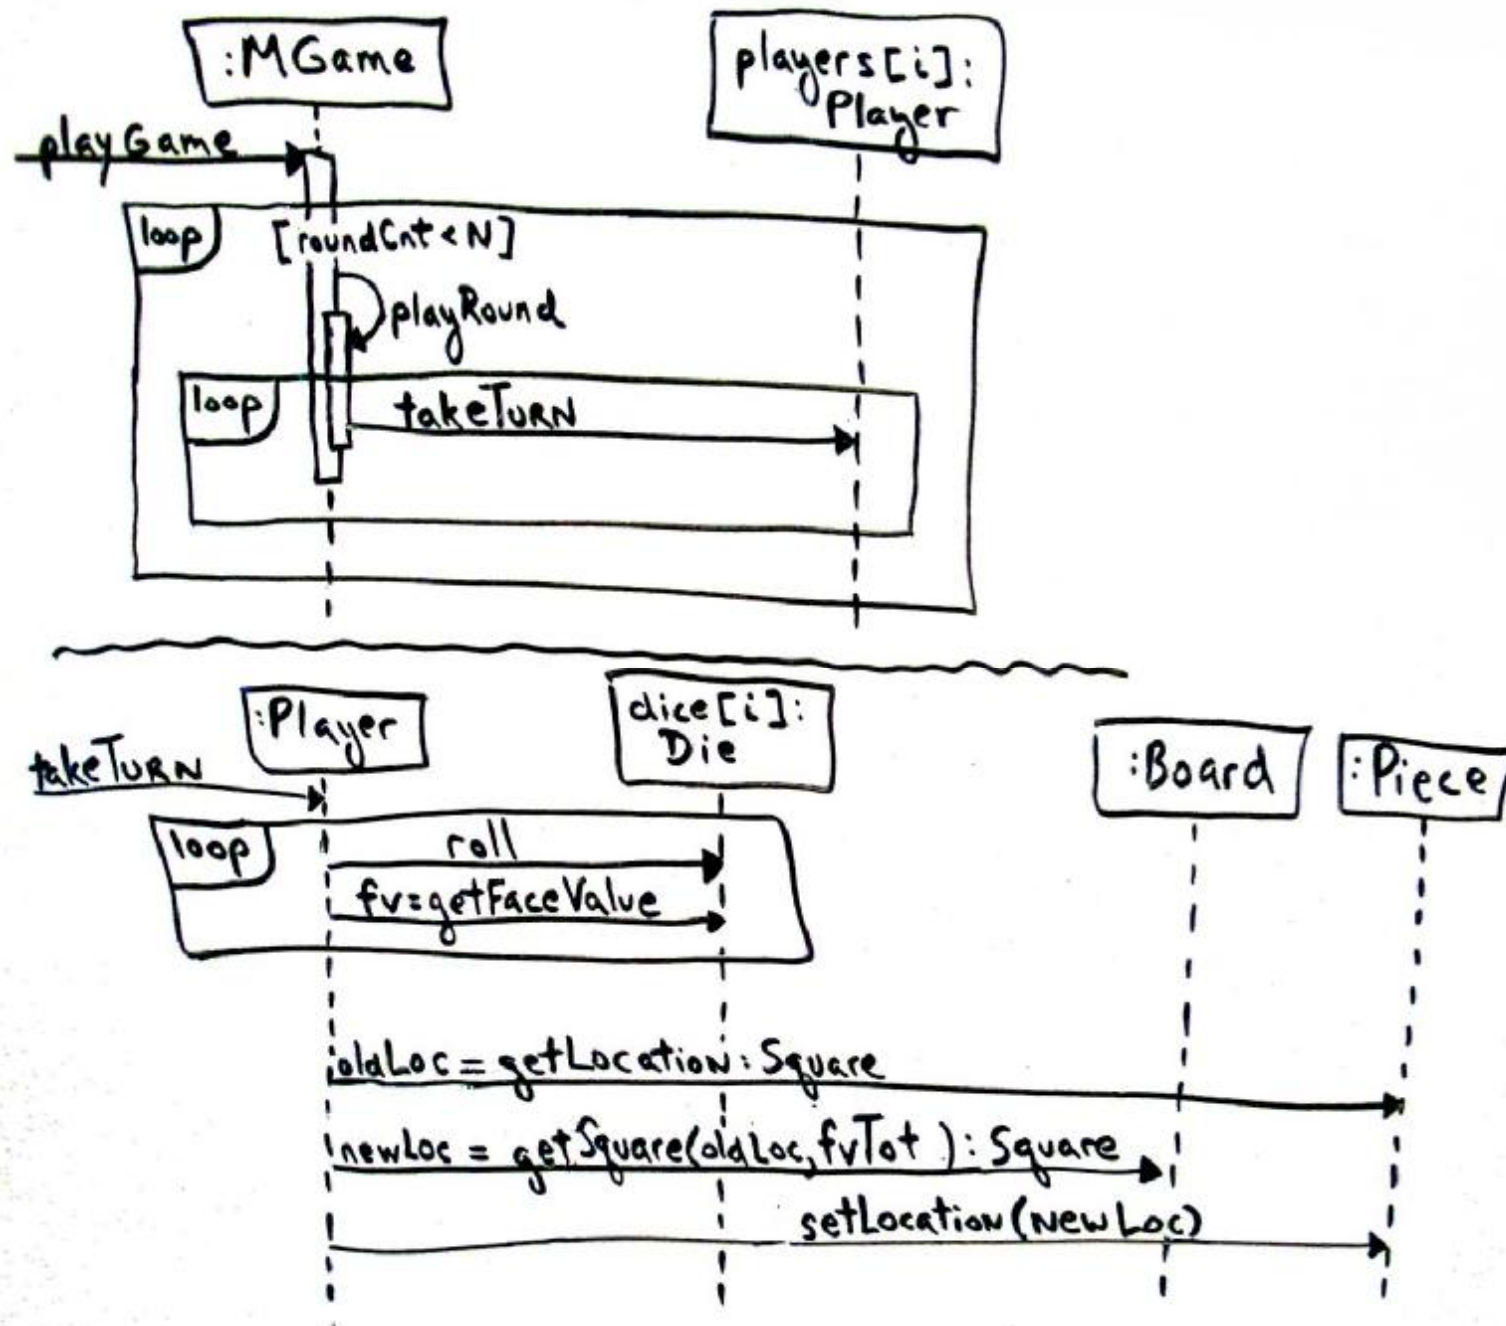 :MGame
players[i]:
Player
playGame
loop
[roundCnt < N]
playRound
loop
takeTURN
:Player
dice[i]:
Die
:Board
:Piece
takeTURN
loop
roll
fv=getFaceValue
oldLoc = getLocation: Square
newLoc = getSquare(oldLoc, fvTot ): Square
setLocation(newLoc)